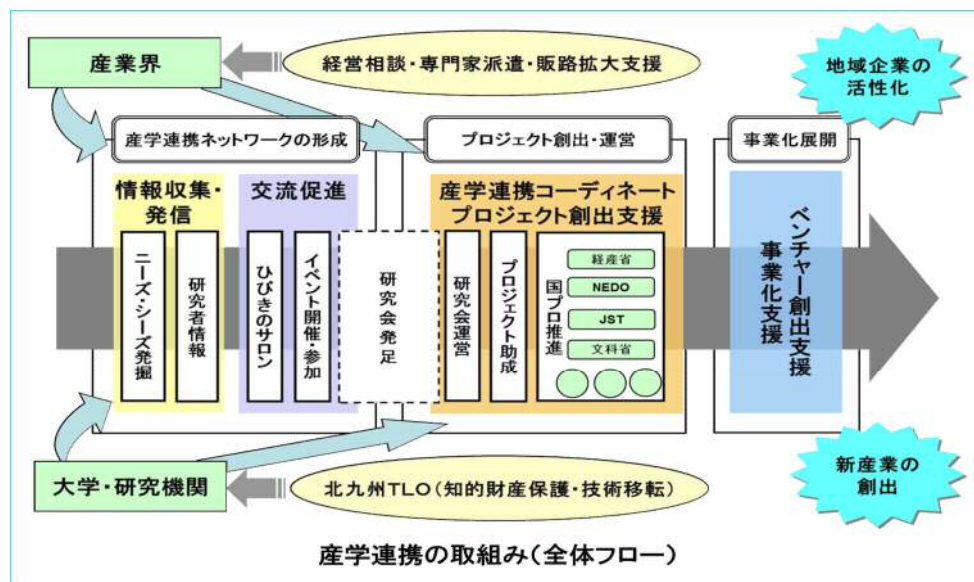 産業界
経営相談・専門家派遣・販路拡大支援
地域企業の
活性化
産学連携ネットワークの形成
プロジェクト創出・運営
事業化展開
情報収集・
発信
交流促進
産学連携コーディネート
プロジェクト創出支援
ニーズ・シーズ発掘
研究者情報
ひびきのサロン
イベント開催・参加
研究会発足
研究会運営
プロジェクト助成
国プロ推進
経産省
NEDO
JST
文科省
ベンチャー創出支援
事業化支援
大学・研究機関
北九州TLO(知的財産保護・技術移転)
新産業の
創出
産学連携の取組み(全体フロー)